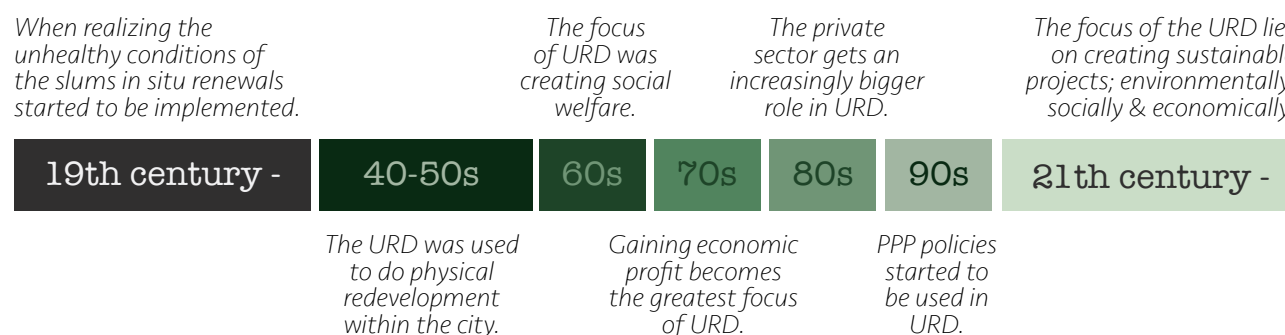 When realizing the
unhealthy conditions of
the slums in situ renewals
started to be implemented.
The focus
of URD was
creating social
welfare.
The private
sector gets an
increasingly bigger
role in URD.
The focus of the URD lie
on creating sustainabl
projects; environmentally
socially & economically
19th century -
40-50s
60s
70s
80s
90s
21th century -
The URD was used
to do physical
redevelopment
within the city.
Gaining economic
profit becomes
the greatest focus
of URD.
PPP policies
started to
be used in
URD.